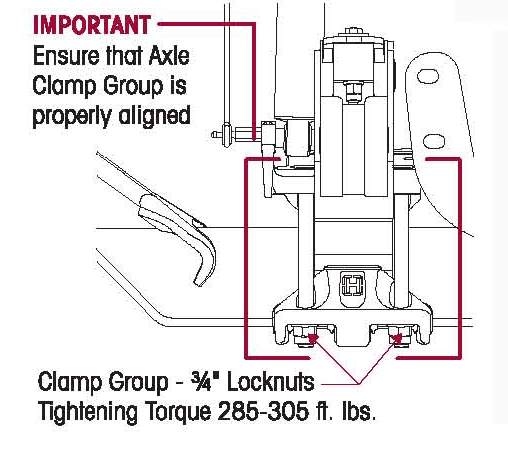 IMPORTANT
Ensure that Axle
Clamp Group is
properly aligned
H
Clamp Group - ¾" Locknuts
Tightening Torque 285-305 ft. lbs.